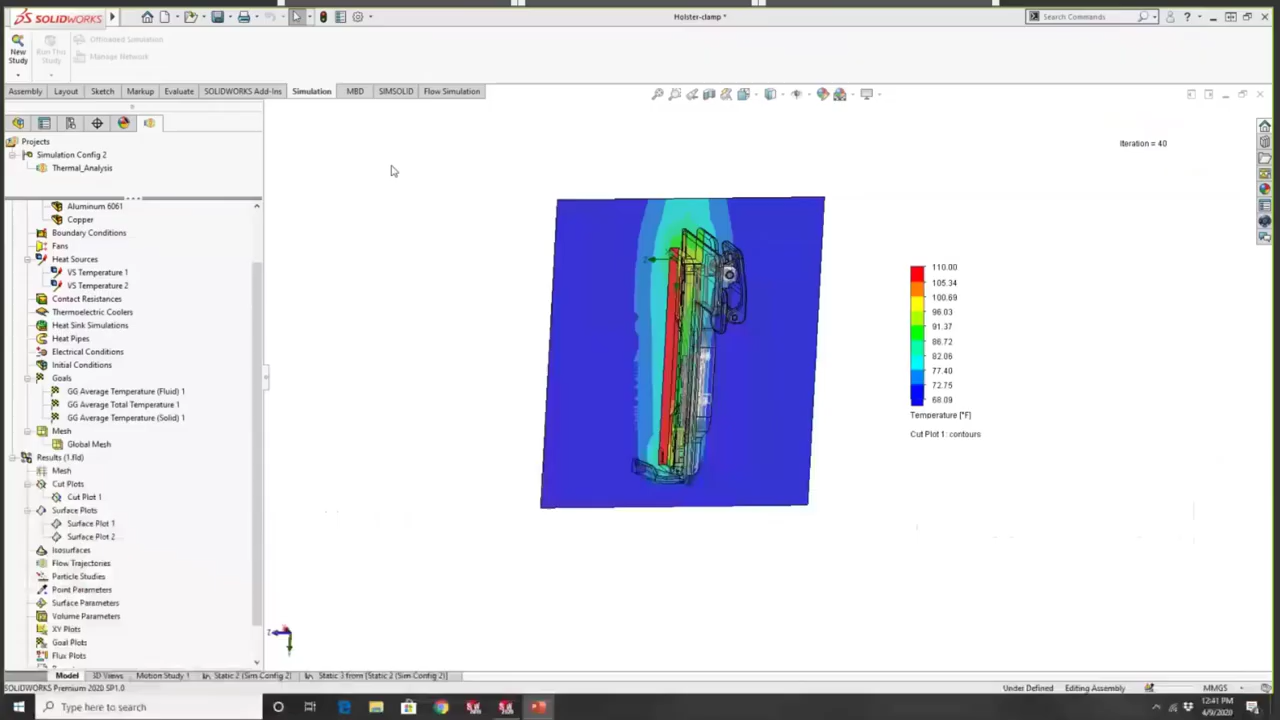 SOLIDWORKS
Holster-clamp *
Search Commands
New Study
Run This Study
Offloaded Simulation
Manage Network
Assembly
Layout
Sketch
Markup
Evaluate
SOLIDWORKS Add-Ins
Simulation
MBD
SIMSOLID
Flow Simulation
Projects
Simulation Config 2
Thermal_Analysis
Aluminum 6061
Copper
Boundary Conditions
Fans
Heat Sources
VS Temperature 1
VS Temperature 2
Contact Resistances
Thermoelectric Coolers
Heat Sink Simulations
Heat Pipes
Electrical Conditions
Initial Conditions
Goals
GG Average Temperature (Fluid) 1
GG Average Total Temperature 1
GG Average Temperature (Solid) 1
Mesh
Global Mesh
Results (1.fld)
Mesh
Cut Plots
Cut Plot 1
Surface Plots
Surface Plot 1
Surface Plot 2
Isosurfaces
Flow Trajectories
Particle Studies
Point Parameters
Surface Parameters
Volume Parameters
XY Plots
Goal Plots
Flux Plots
Iteration = 40
110.00
105.34
100.69
96.03
91.37
86.72
82.06
77.40
72.75
68.09
Temperature [°F]
Cut Plot 1: contours
Z
Model
3D Views
Motion Study 1
Static 2 (Sim Config 2)
Static 3 from [Static 2 (Sim Config 2)]
SOLIDWORKS Premium 2020 SP1.0
Under Defined
Editing Assembly
MMGS
Type here to search
12:41 PM
4/9/2020